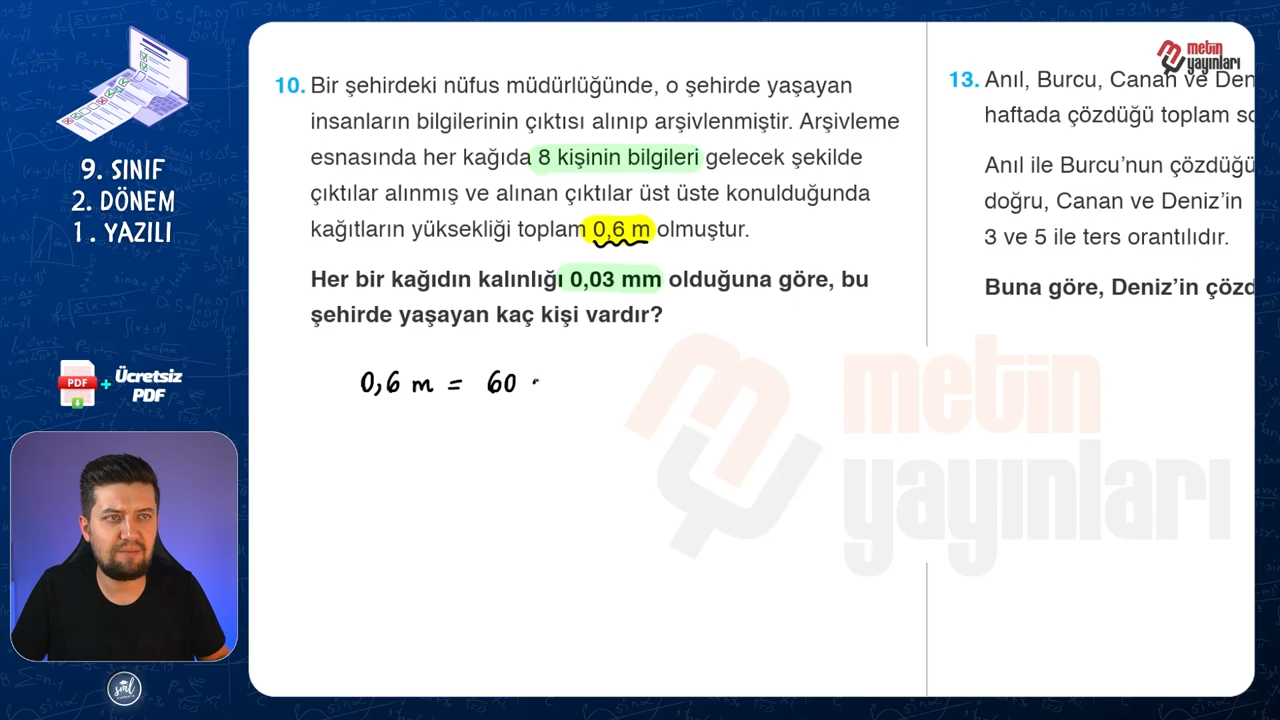 9. SINIF
2. DÖNEM
1. YAZILI
PDF
+
Ücretsiz
PDF
sml
10. Bir şehirdeki nüfus müdürlüğünde, o şehirde yaşayan
insanların bilgilerinin çıktısı alınıp arşivlenmiştir. Arşivleme
esnasında her kağıda 8 kişinin bilgileri gelecek şekilde
çıktılar alınmış ve alınan çıktılar üst üste konulduğunda
kağıtların yüksekliği toplam 0,6 m olmuştur.
Her bir kağıdın kalınlığı 0,03 mm olduğuna göre, bu
şehirde yaşayan kaç kişi vardır?
0,6 m = 60
metin
yayınları
13. Anıl, Burcu, Canan ve Den
haftada çözdüğü toplam so
Anıl ile Burcu'nun çözdüğü
doğru, Canan ve Deniz'in
3 ve 5 ile ters orantılıdır.
Buna göre, Deniz'in çözd
metin
yayınları